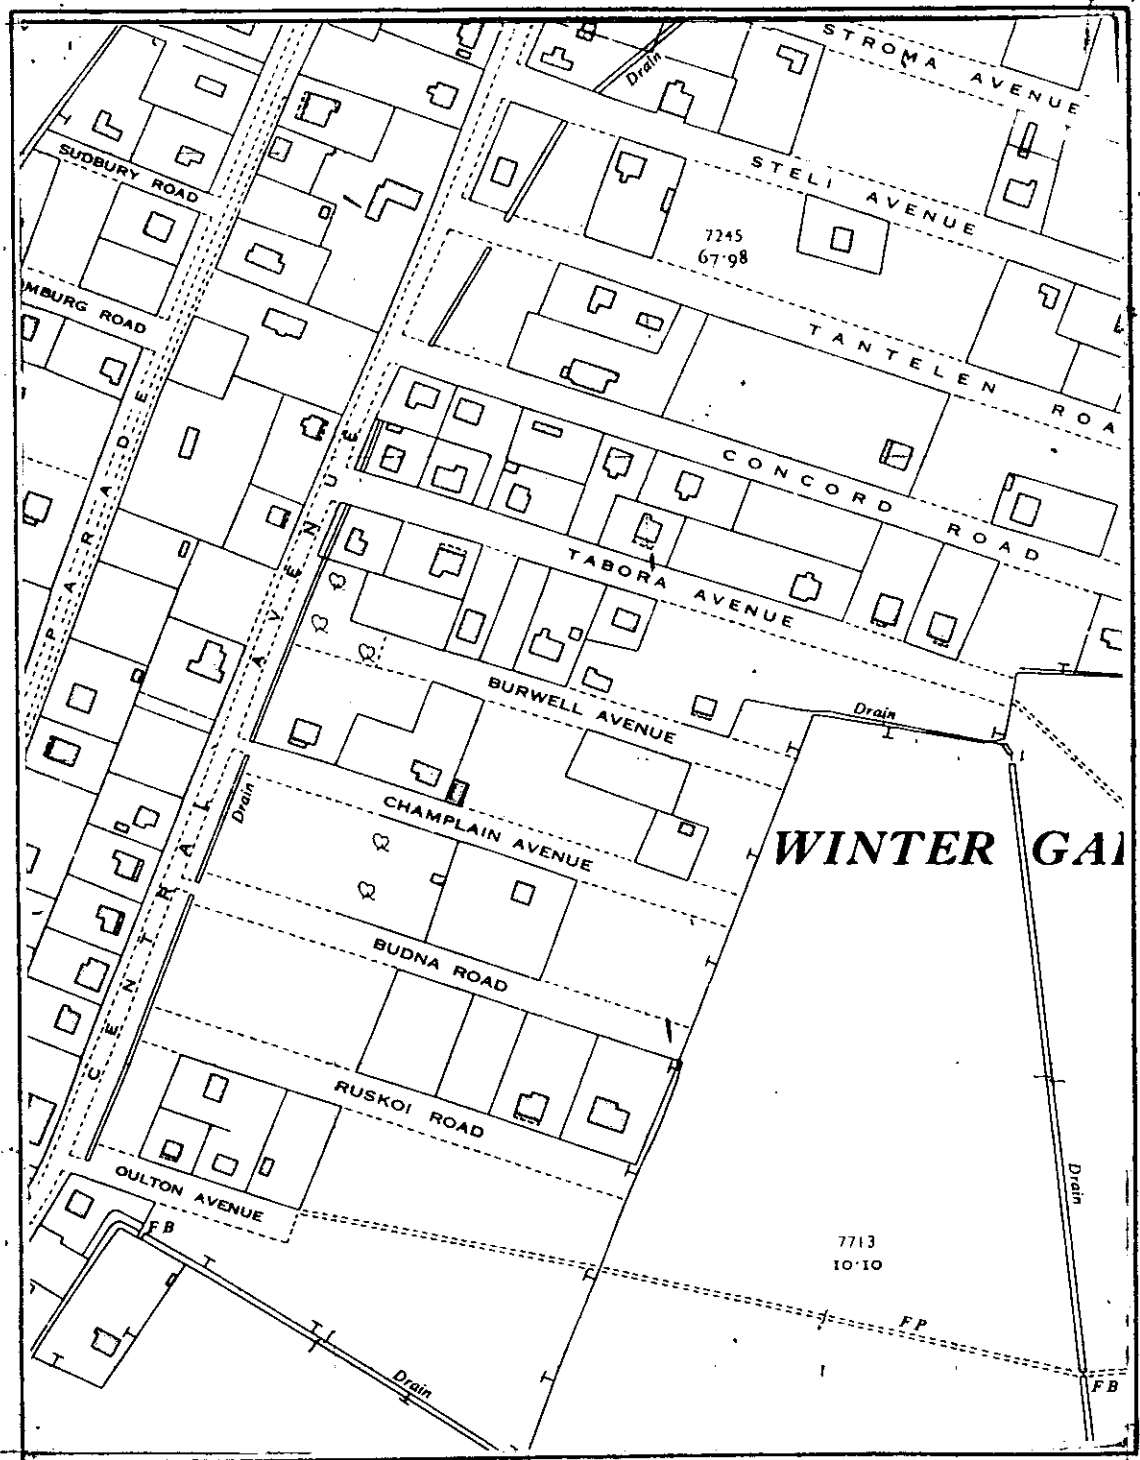 STROMA AVENUE
Drain
STELI AVENUE
SUDBURY ROAD
7245
67·98
MBURG ROAD
TANTELEN ROA
PARADE
CONCORD ROAD
CENTRAL AVENUE
TABORA AVENUE
BURWELL AVENUE
Drain
Drain
CHAMPLAIN AVENUE
WINTER GA
BUDNA ROAD
RUSKOI ROAD
Drain
OULTON AVENUE
FB
7713
10·10
FP
Drain
FB